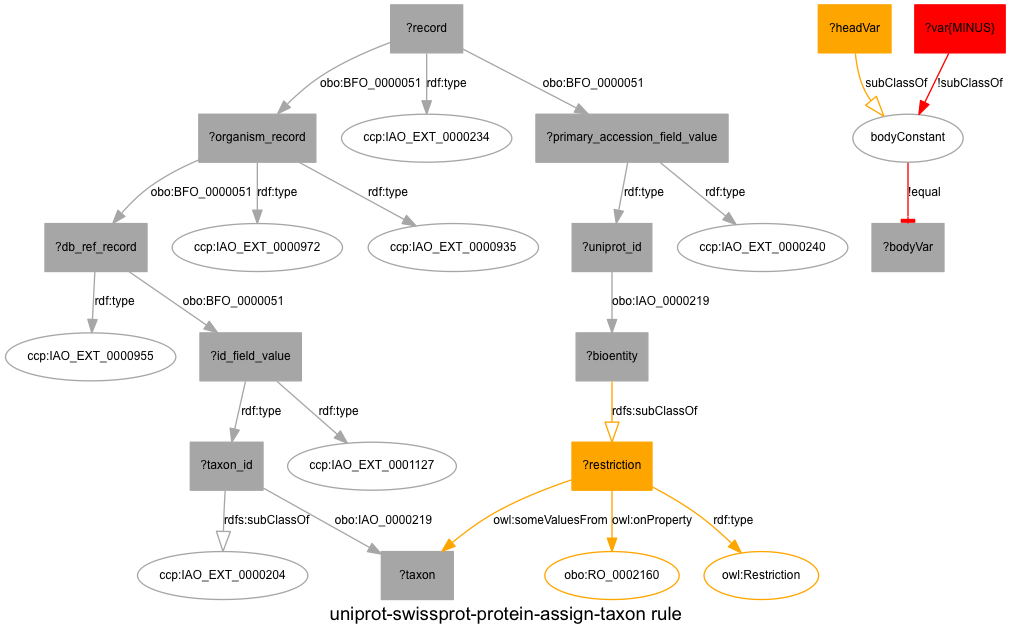 ?record
?headVar
?var{MINUS}
obo:BFO_0000051
rdf:type
obo:BFO_0000051
subClassOf
!subClassOf
?organism_record
ccp:IAO_EXT_0000234
?primary_accession_field_value
bodyConstant
obo:BFO_0000051
rdf:type
rdf:type
rdf:type
rdf:type
!equal
?db_ref_record
ccp:IAO_EXT_0000972
ccp:IAO_EXT_0000935
?uniprot_id
ccp:IAO_EXT_0000240
?bodyVar
rdf:type
obo:BFO_0000051
obo:IAO_0000219
ccp:IAO_EXT_0000955
?id_field_value
?bioentity
rdf:type
rdf:type
rdfs:subClassOf
?taxon_id
ccp:IAO_EXT_0001127
?restriction
rdfs:subClassOf
obo:IAO_0000219
owl:someValuesFrom
owl:onProperty
rdf:type
ccp:IAO_EXT_0000204
?taxon
obo:RO_0002160
owl:Restriction
uniprot-swissprot-protein-assign-taxon rule